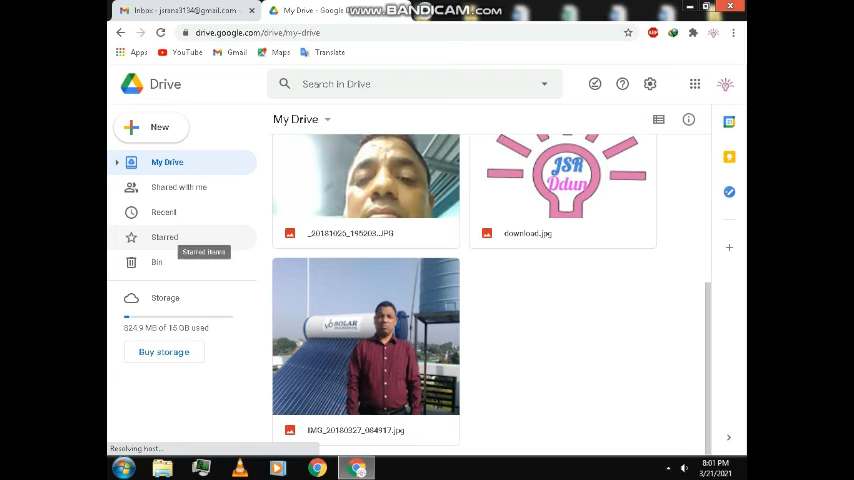 Inbox - jsrana3134@gmail.com
My Drive - Google D
www.BANDICAM.com
drive.google.com/drive/my-drive
Apps
YouTube
Gmail
Maps
Translate
Drive
Search in Drive
New
My Drive
My Drive
Shared with me
Recent
Starred
Starred items
Bin
Storage
824.9 MB of 15 GB used
Buy storage
_20181026_195203.JPG
JSR
Ddun
download.jpg
SOLAR
IMG_20180327_084917.jpg
Resolving host...
8:01 PM
3/21/2021